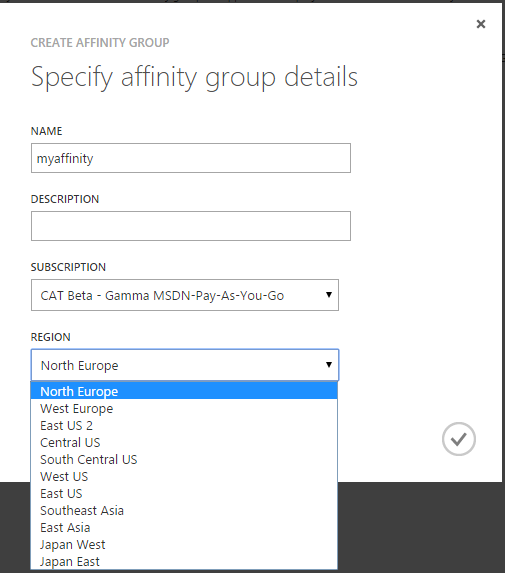 CREATE AFFINITY GROUP
Specify affinity group details
NAME
myaffinity
DESCRIPTION
SUBSCRIPTION
CAT Beta - Gamma MSDN-Pay-As-You-Go
REGION
North Europe
North Europe
West Europe
East US 2
Central US
South Central US
West US
East US
Southeast Asia
East Asia
Japan West
Japan East